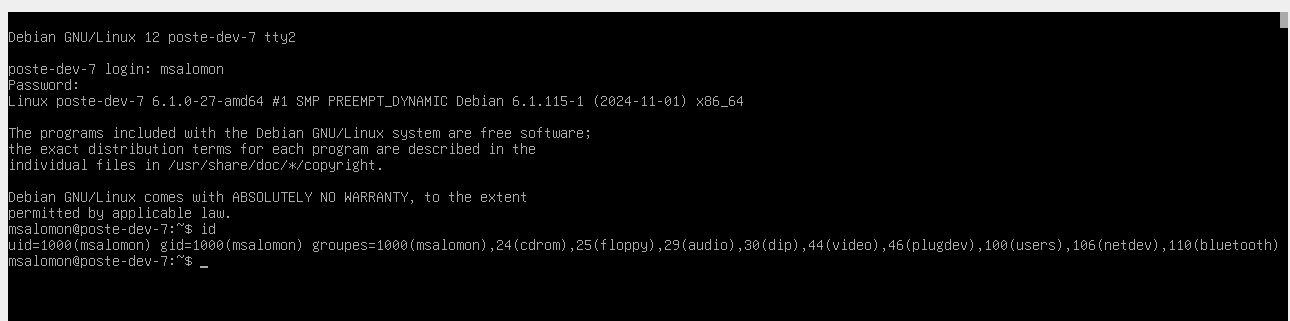 Debian GNU/Linux 12 poste-dev-7 tty2
poste-dev-7 login: msalomon
Password:
Linux poste-dev-7 6.1.0-27-amd64 #1 SMP PREEMPT_DYNAMIC Debian 6.1.115-1 (2024-11-01) x86_64
The programs included with the Debian GNU/Linux system are free software;
the exact distribution terms for each program are described in the
individual files in /usr/share/doc/*/copyright.
Debian GNU/Linux comes with ABSOLUTELY NO WARRANTY, to the extent
permitted by applicable law.
msalomon@poste-dev-7:~$ id
uid=1000(msalomon) gid=1000(msalomon) groupes=1000(msalomon),24(cdrom),25(floppy),29(audio),30(dip),44(video),46(plugdev),100(users),106(netdev),110(bluetooth)
msalomon@poste-dev-7:~$ _